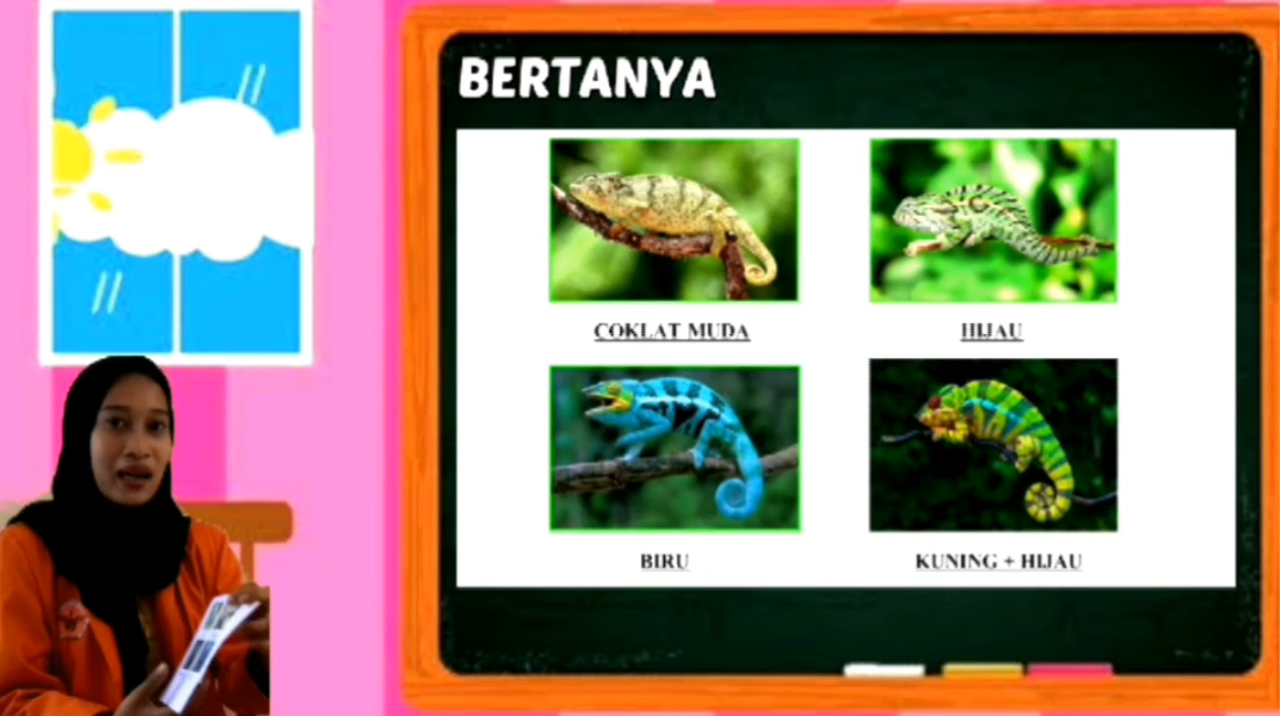 BERTANYA
COKLAT MUDA
HIJAU
BIRU
KUNING + HIJAU